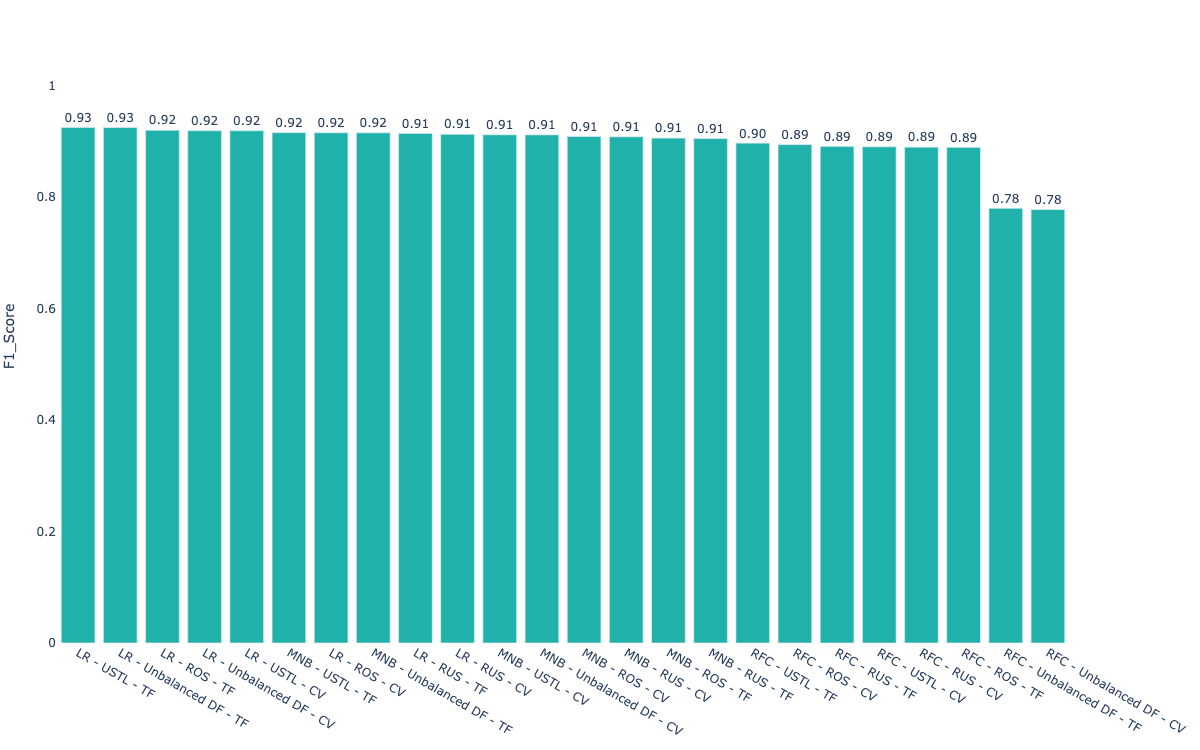 1
0.8
0.6
0.4
0.2
0
F1_Score
0.93
0.93
0.92
0.92
0.92
0.92
0.92
0.92
0.91
0.91
0.91
0.91
0.91
0.91
0.91
0.91
0.90
0.89
0.89
0.89
0.89
0.89
0.78
0.78
LR - USTL - TF
LR - Unbalanced DF - TF
LR - ROS - TF
LR - Unbalanced DF - CV
LR - USTL - CV
MNB - USTL - TF
LR - ROS - CV
MNB - Unbalanced DF - TF
LR - RUS - TF
LR - RUS - CV
MNB - USTL - CV
MNB - Unbalanced DF - CV
MNB - ROS - CV
MNB - RUS - CV
MNB - ROS - TF
MNB - RUS - TF
RFC - USTL - TF
RFC - ROS - CV
RFC - RUS - TF
RFC - USTL - CV
RFC - RUS - CV
RFC - ROS - TF
RFC - Unbalanced DF - TF
RFC - Unbalanced DF - CV